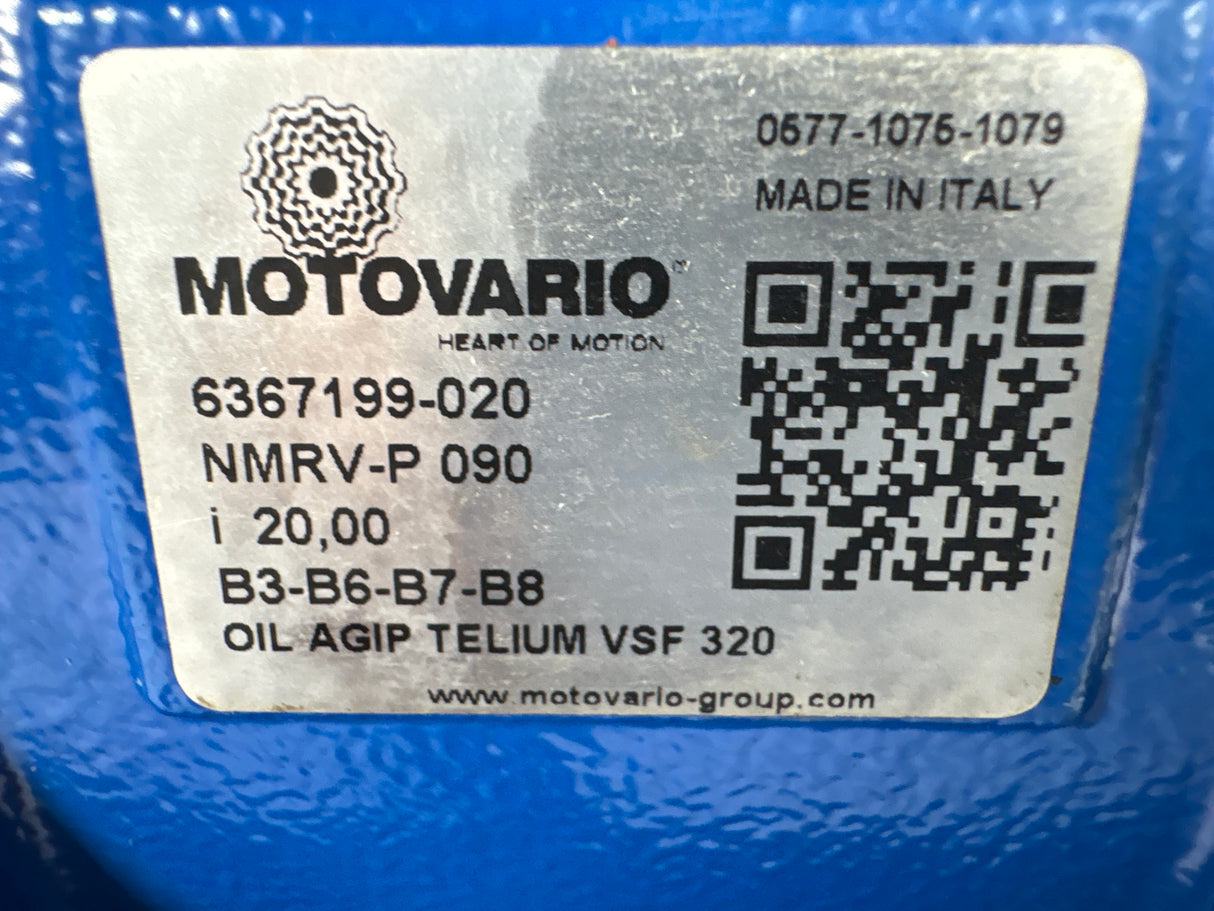 0677-1076-1079
MADE IN ITALY
MOTOVARIO
HEART OF MOTION
6367199-020
NMRV-P 090
i 20,00
B3-B6-B7-B8
OIL AGIP TELIUM VSF 320
www.motovario-group.com